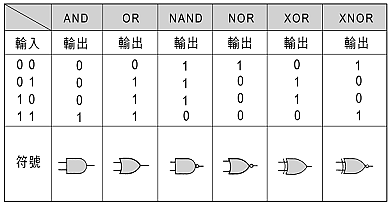 AND OR NAND NOR XOR XNOR
輸入 輸出 輸出 輸出 輸出 輸出 輸出
0 0 0 0 1 1 0 1
0 1 0 1 1 0 1 0
1 0 0 1 1 0 1 0
1 1 1 1 0 0 0 1
符號